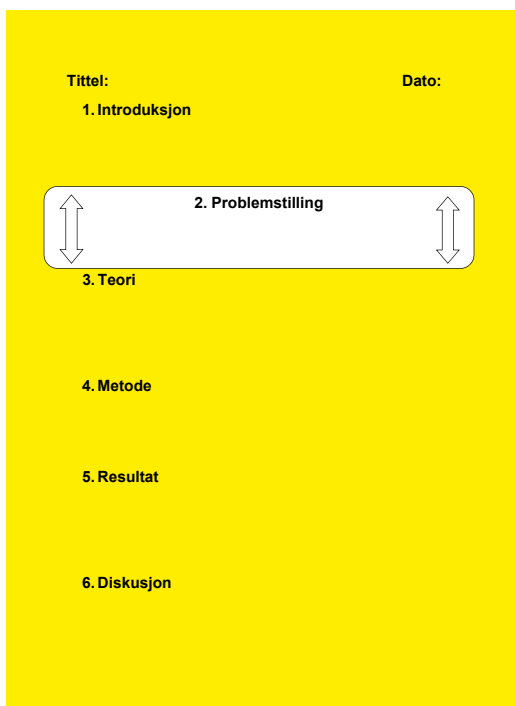 Tittel: Dato:
1. Introduksjon
2. Problemstilling
3. Teori
4. Metode
5. Resultat
6. Diskusjon